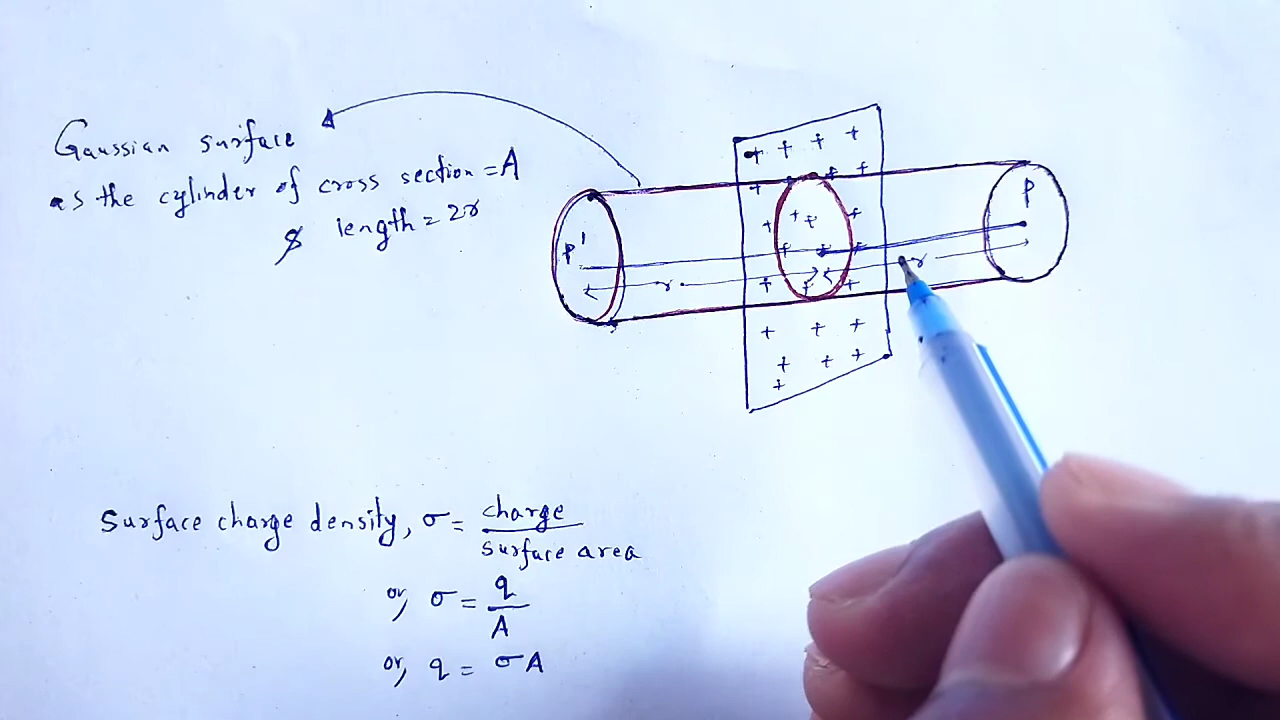 Gaussian surface
as the cylinder of cross section = A
& length = 2r
P'
P
r
r
Surface charge density, σ = charge / surface area
or, σ = q / A
or, q = σA